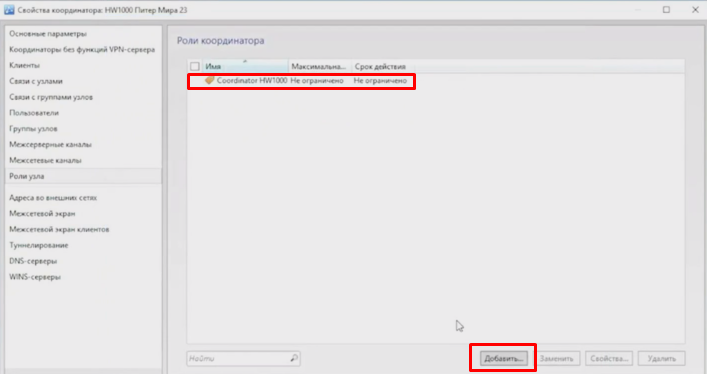 Свойства координатора: HW1000 Питер Мира 23
Основные параметры
Координаторы без функций VPN-сервера
Клиенты
Связи с узлами
Связи с группами узлов
Пользователи
Группы узлов
Межсерверные каналы
Межсетевые каналы
Роли узла
Адреса во внешних сетях
Межсетевой экран
Межсетевой экран клиентов
Туннелирование
DNS-серверы
WINS-серверы
Роли координатора
Имя Максимальна... Срок действия
Coordinator HW1000 Не ограничено Не ограничено
Найти
Добавить... Заменить Свойства... Удалить